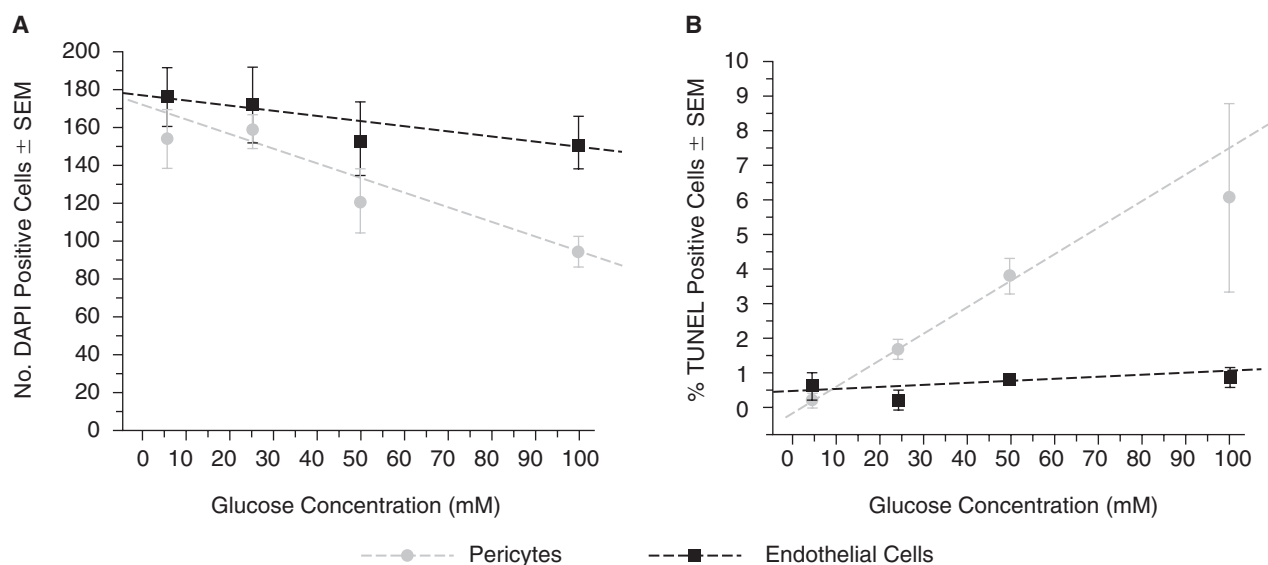 A
No. DAPI Positive Cells ± SEM
200
180
160
140
120
100
80
60
40
20
0
0 10 20 30 40 50 60 70 80 90 100
Glucose Concentration (mM)
B
% TUNEL Positive Cells ± SEM
10
9
8
7
6
5
4
3
2
1
0
0 10 20 30 40 50 60 70 80 90 100
Glucose Concentration (mM)
Pericytes
Endothelial Cells